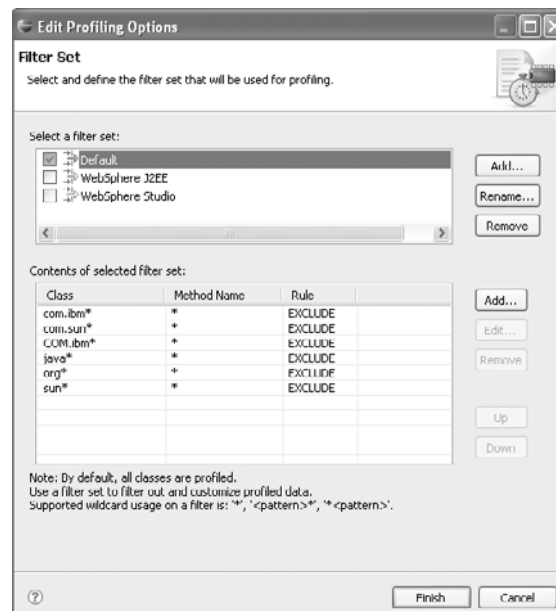 Edit Profiling Options
Filter Set
Select and define the filter set that will be used for profiling.
Select a filter set:
Default
WebSphere J2EE
WebSphere Studio
Add...
Rename...
Remove
Contents of selected filter set:
Class Method Name Rule
com.ibm* * EXCLUDE
com.sun* * EXCLUDE
COM.ibm* * EXCLUDE
java* * EXCLUDE
org* * EXCLUDE
sun* * EXCLUDE
Add...
Edit...
Remove
Up
Down
Note: By default, all classes are profiled.
Use a filter set to filter out and customize profiled data.
Supported wildcard usage on a filter is: '*', '<pattern>*', '*<pattern>'.
?
Finish Cancel